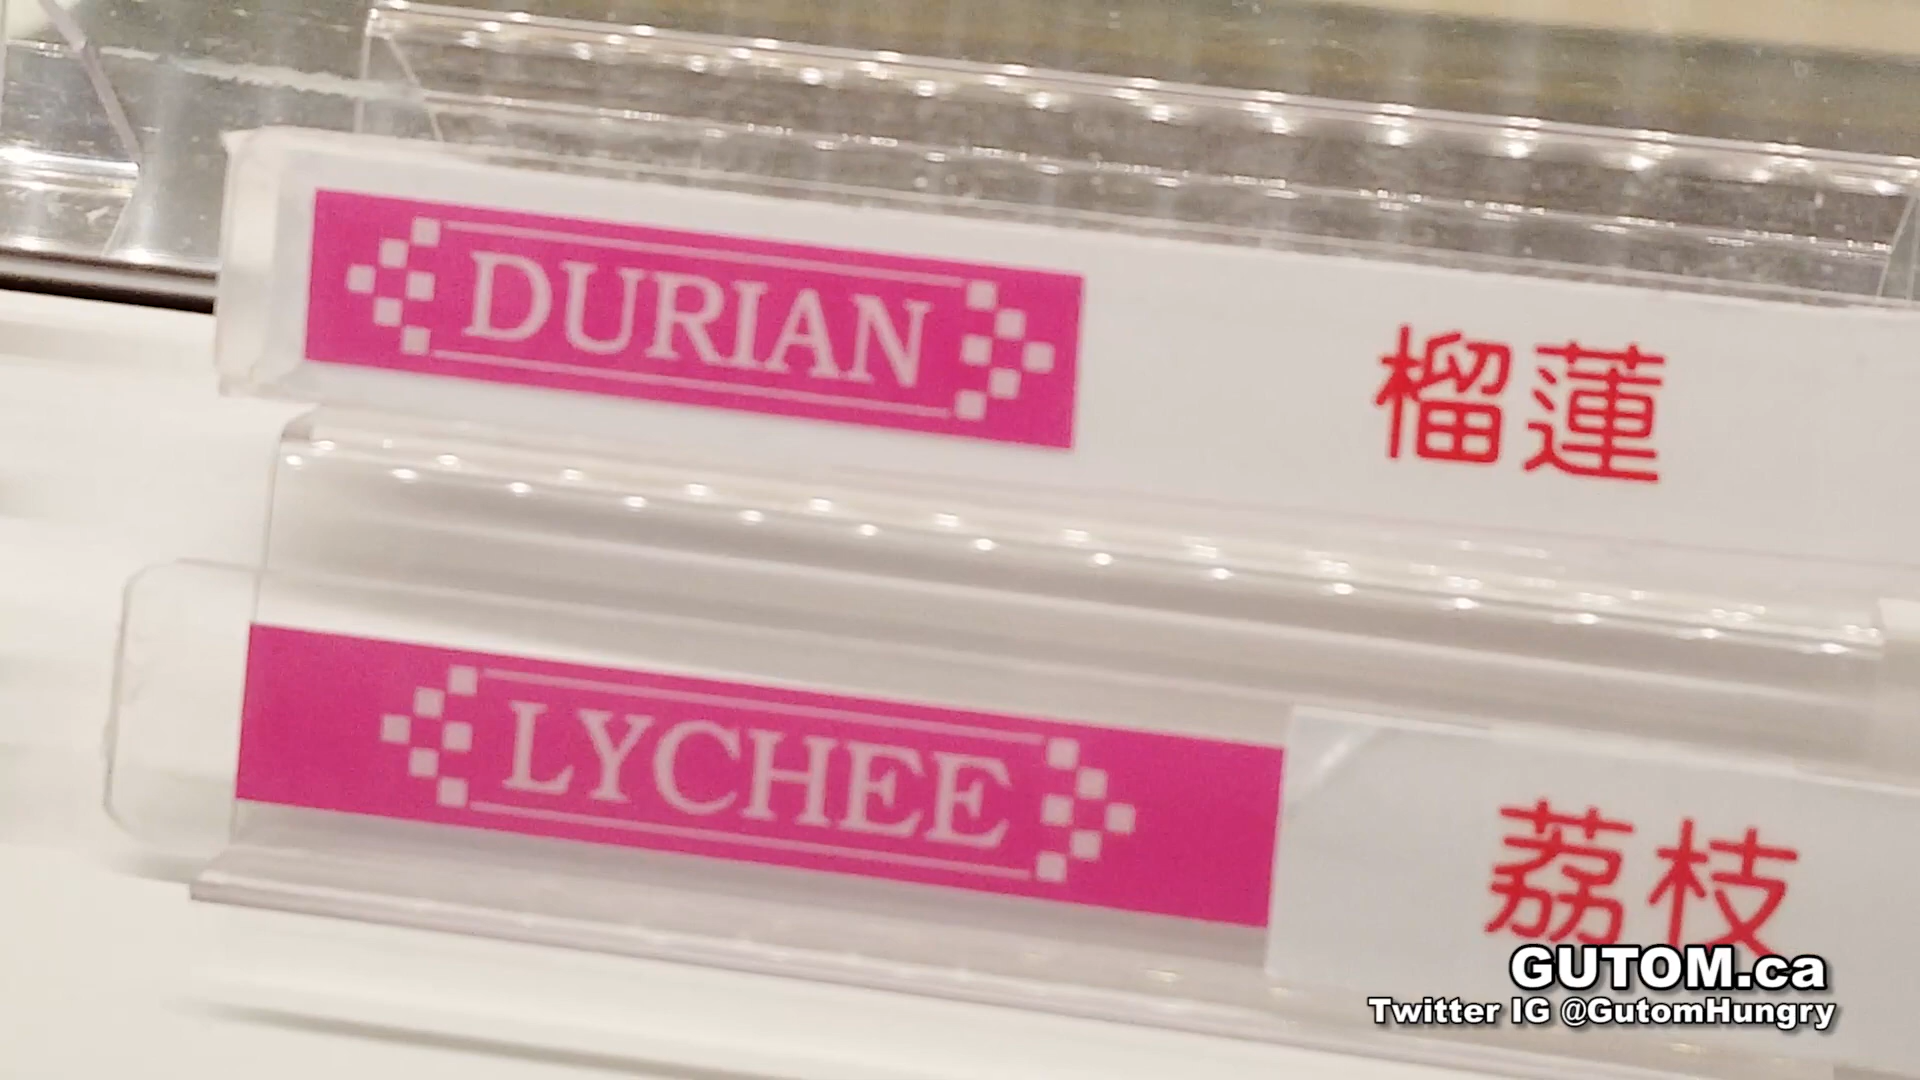 DURIAN 榴蓮
LYCHEE 荔枝
GUTOM.ca
Twitter IG @GutomHungry